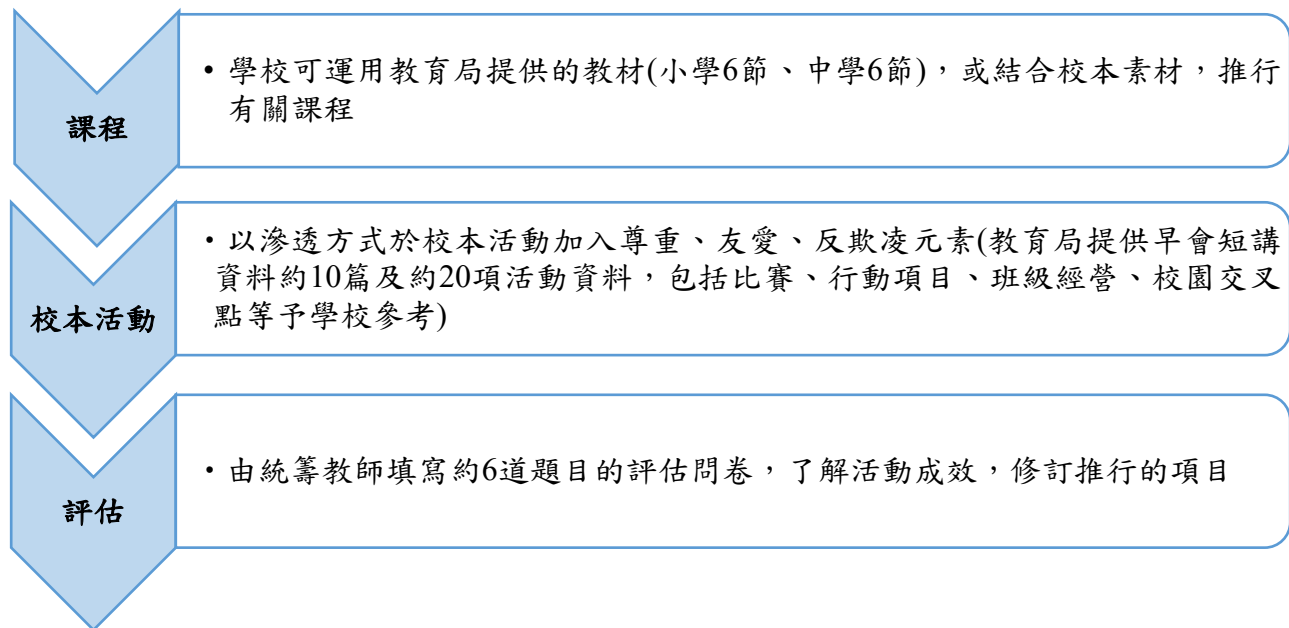 課程
• 學校可運用教育局提供的教材(小學6節、中學6節)，或結合校本素材，推行
有關課程
校本活動
• 以滲透方式於校本活動加入尊重、友愛、反欺凌元素(教育局提供早會短講
資料約10篇及約20項活動資料，包括比賽、行動項目、班級經營、校園交叉
點等予學校參考)
評估
• 由統籌教師填寫約6道題目的評估問卷，了解活動成效，修訂推行的項目